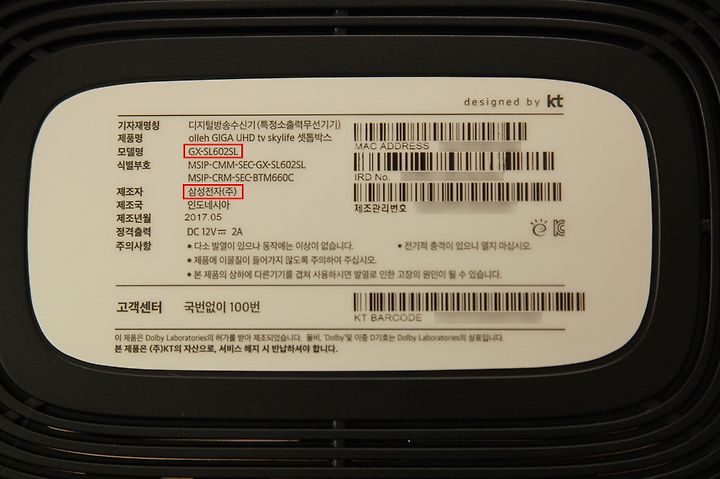 designed by kt
기자재명칭 디지털방송수신기(특정소출력무선기기)
제품명 olleh GIGA UHD tv skylife 셋톱박스
모델명 GX-SL602SL
식별부호 MSIP-CMM-SEC-GX-SL602SL
MSIP-CRM-SEC-BTM660C
제조자 삼성전자(주)
제조국 인도네시아
제조년월 2017.05
정격출력 DC 12V⎓ 2A
주의사항 • 다소 발열이 있으나 동작에는 이상이 없습니다. • 전기적 충격이 있으니 열지 마십시오.
• 제품에 이물질이 들어가지 않도록 주의하여 주십시오.
• 본 제품의 상하에 다른기기를 겹쳐 사용하시면 발열로 인한 고장의 원인이 될 수 있습니다.
MAC ADDRESS
IRD No.
제조관리번호
고객센터 국번없이 100번
KT BARCODE
이 제품은 Dolby Laboratories의 허가를 받아 제조되었습니다. 돌비, 'Dolby'및 이중 D기호는 Dolby Laboratories의 상표입니다.
본 제품은 (주)KT의 자산으로, 서비스 해지 시 반납하셔야 합니다.